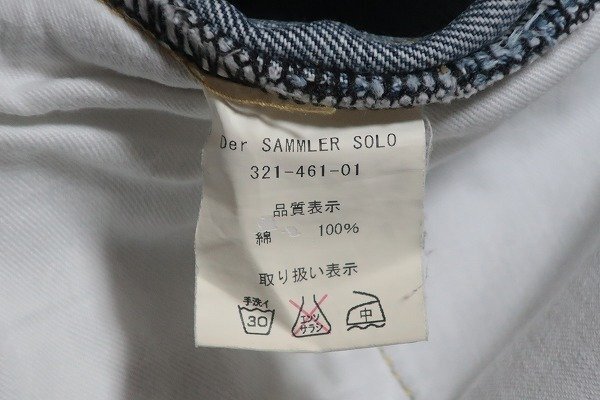 Der SAMMLER SOLO
321-461-01
品質表示
綿 100%
取り扱い表示
手洗イ
30
エンソ
サラシ
中